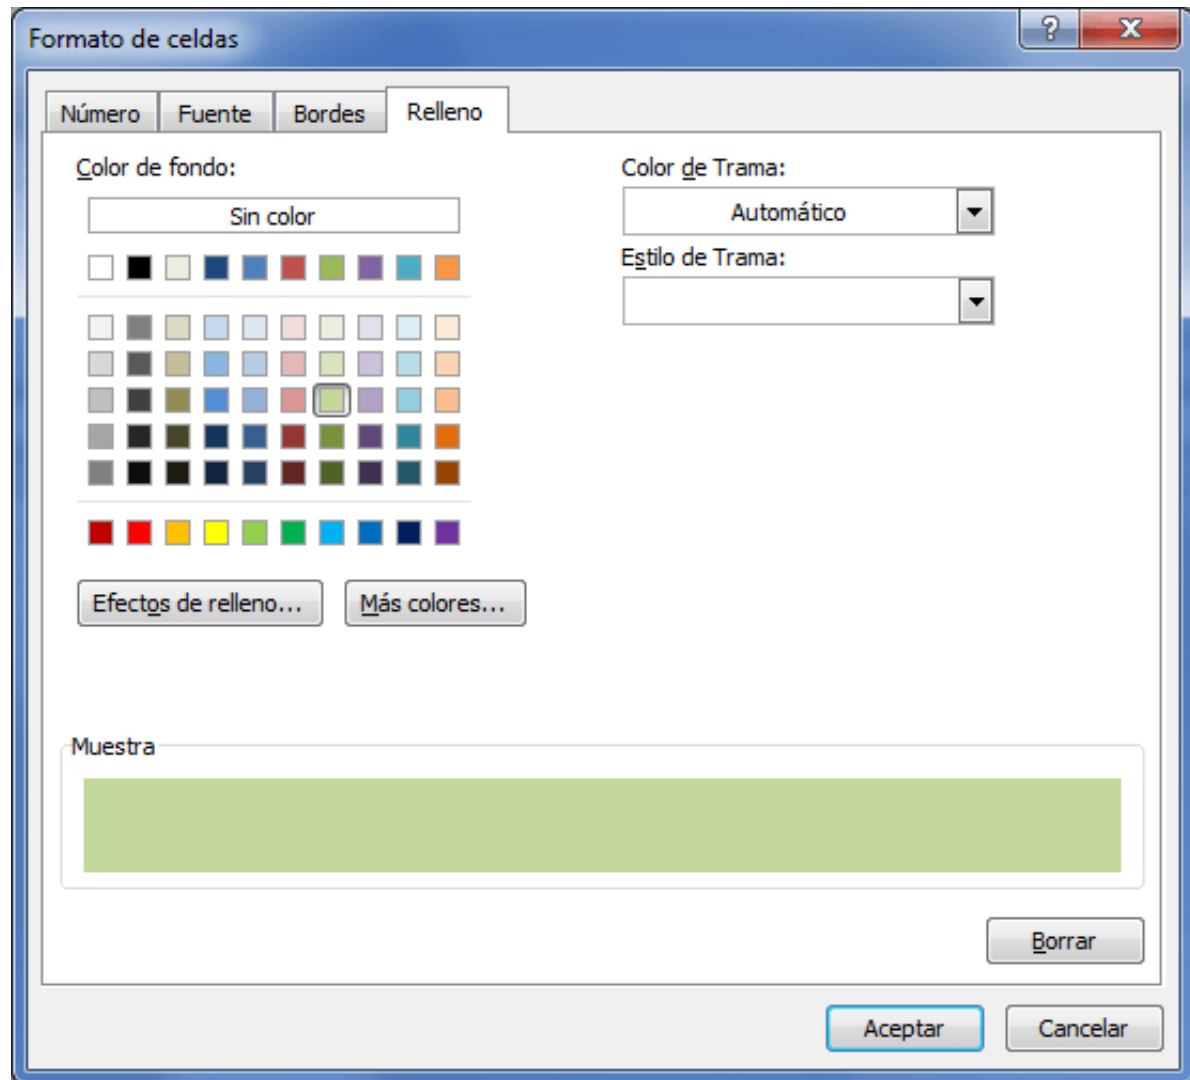 Formato de celdas
Número Fuente Bordes Relleno
Color de fondo:
Sin color
Color de Trama:
Automático
Estilo de Trama:
Efectos de relleno...
Más colores...
Muestra
Borrar
Aceptar
Cancelar